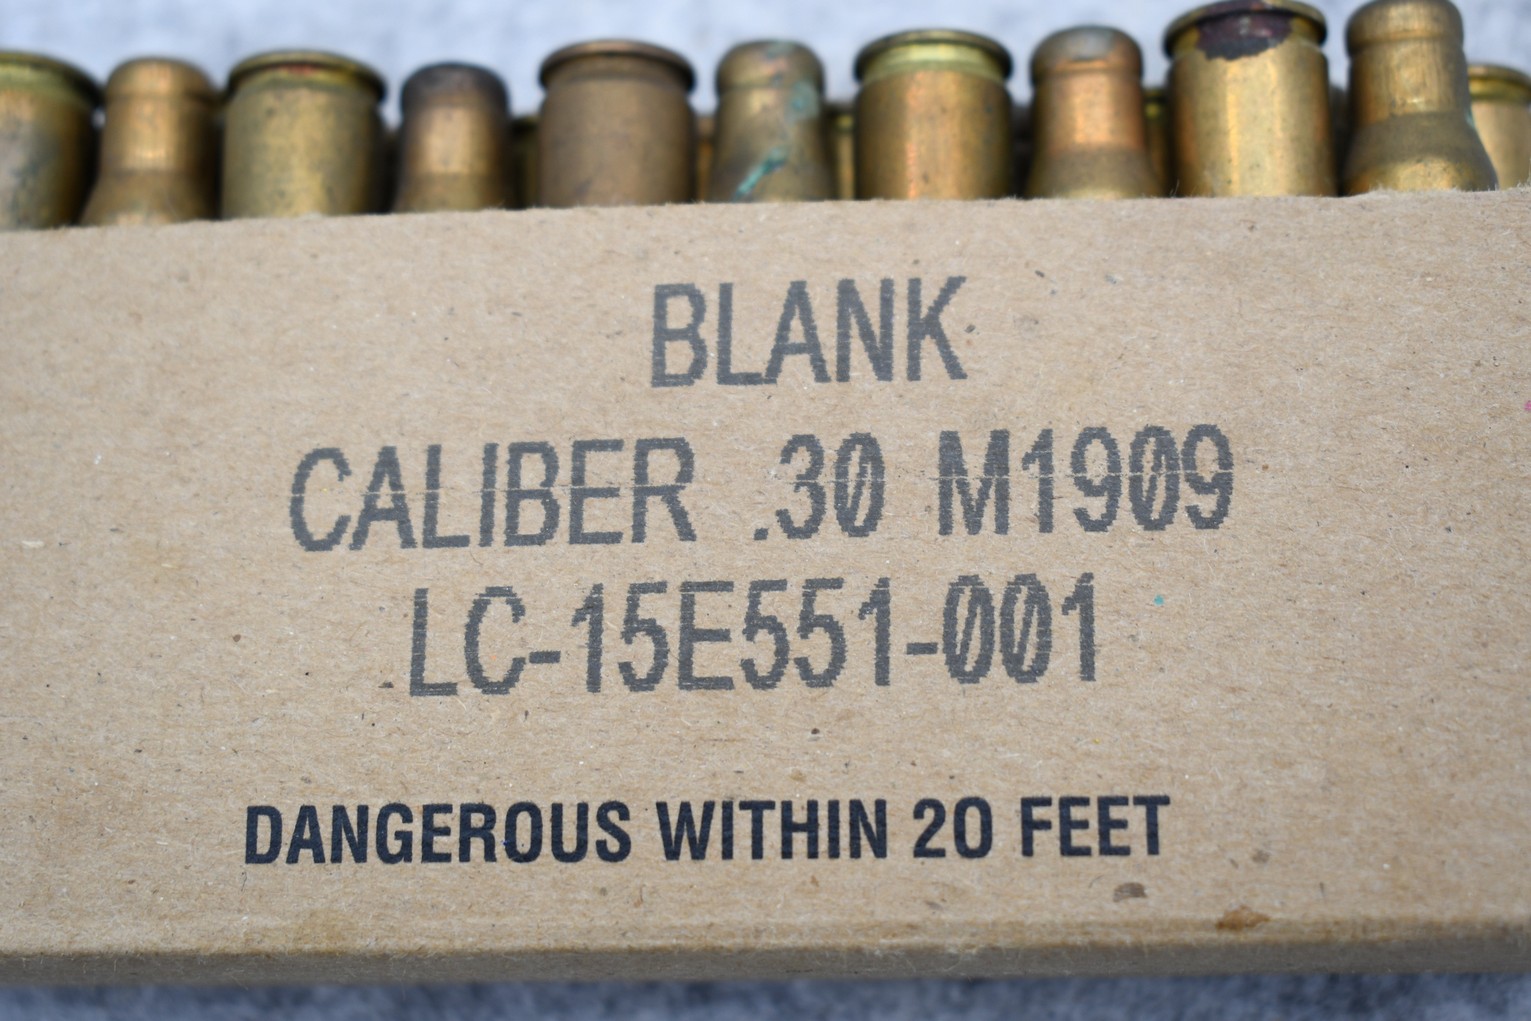 BLANK
CALIBER .30 M1909
LC-15E551-001
DANGEROUS WITHIN 20 FEET